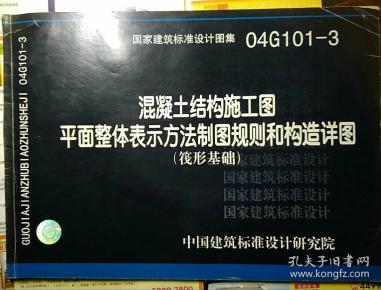 国家建筑标准设计图集 04G101-3
混凝土结构施工图
平面整体表示方法制图规则和构造详图
(筏形基础)
国家建筑标准设计
国家建筑标准设计
国家建筑标准设计
国家建筑标准设计
中国建筑标准设计研究院
GUOJIAJIANZHUBIAOZHUNSHEJI 04G101-3
孔夫子旧书网